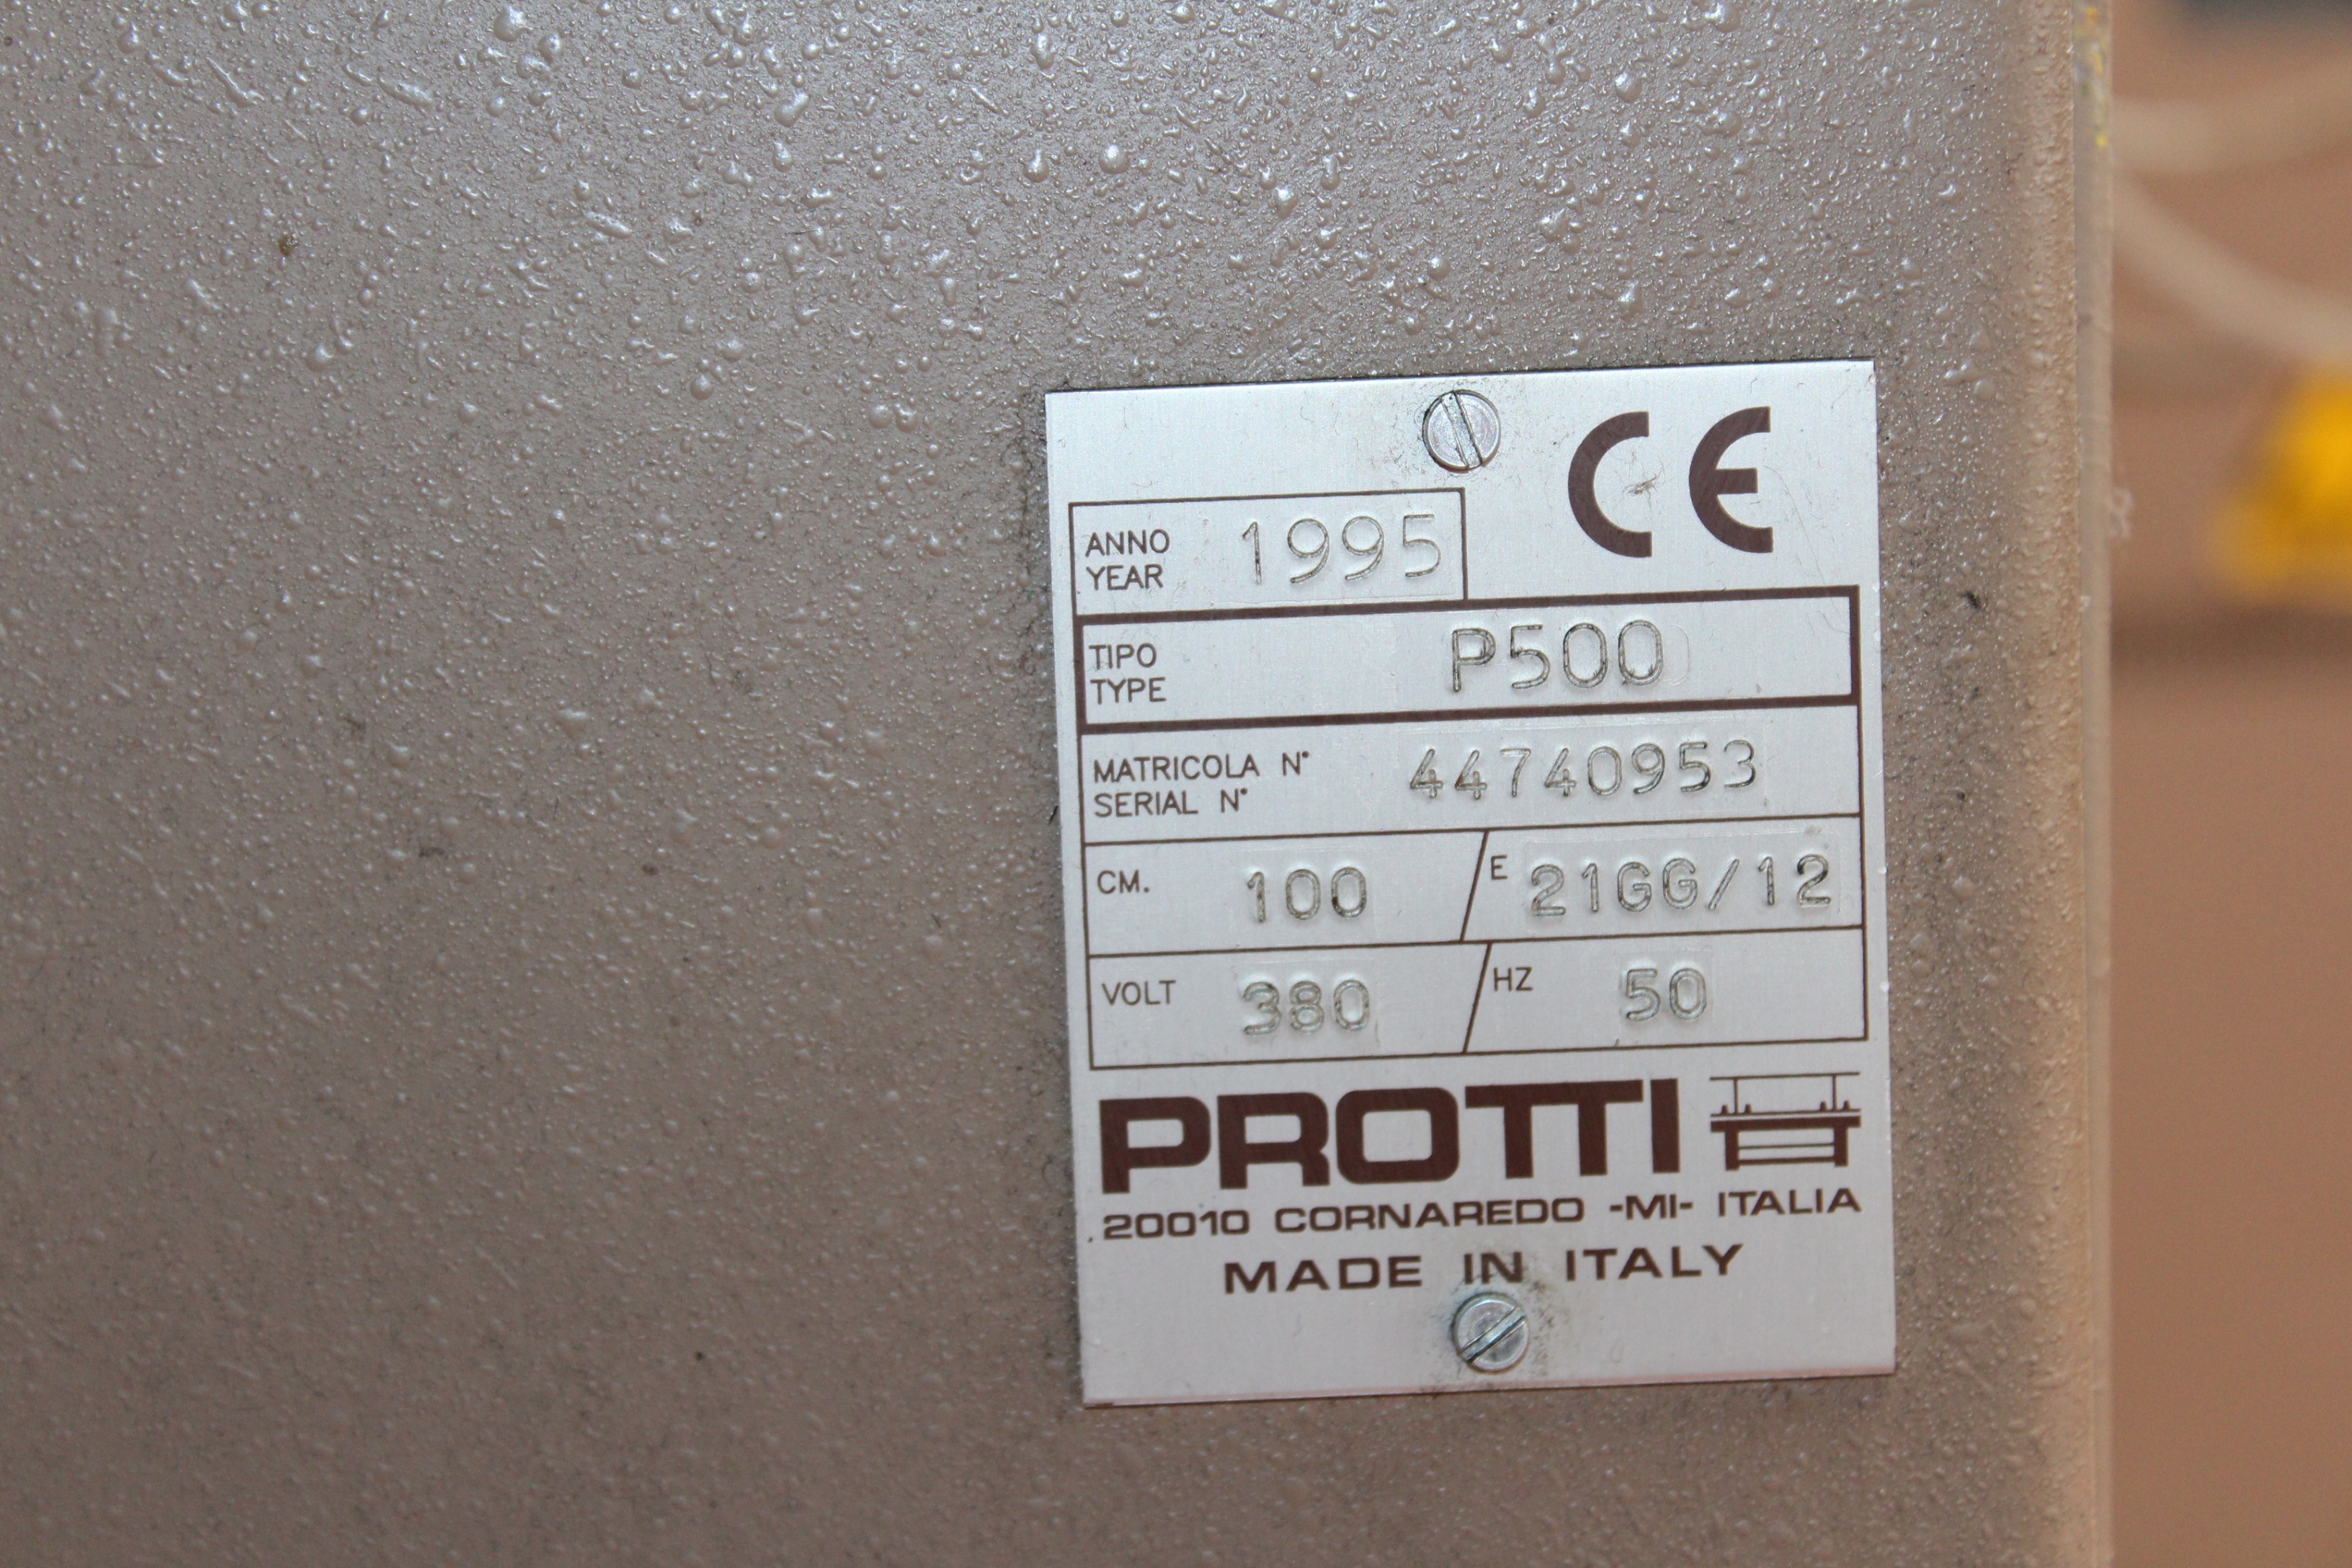 CE
ANNO
YEAR 1995
TIPO
TYPE P500
MATRICOLA N°
SERIAL N° 44740953
CM. 100 / E 21GG/12
VOLT 380 / HZ 50
PROTTI
20010 CORNAREDO -MI- ITALIA
MADE IN ITALY